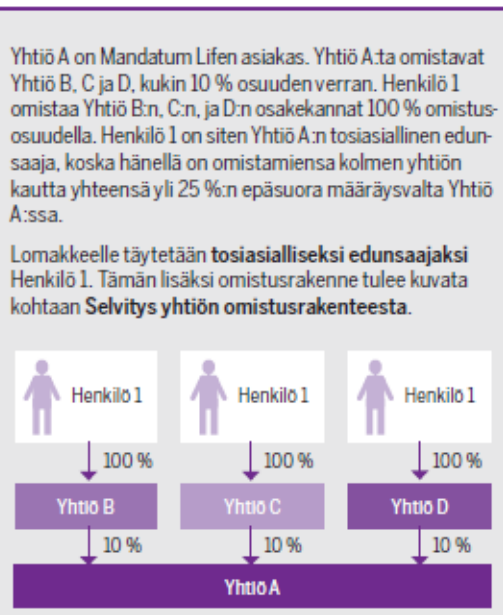 Yhtiö A on Mandatum Lifen asiakas. Yhtiö A:ta omistavat
Yhtiö B, C ja D, kukin 10 % osuuden verran. Henkilö 1
omistaa Yhtiö B:n, C:n, ja D:n osakekannat 100 % omistus-
osuudella. Henkilö 1 on siten Yhtiö A:n tosiasiallinen edun-
saaja, koska hänellä on omistamiensa kolmen yhtiön
kautta yhteensä yli 25 %:n epäsuora määräysvalta Yhtiö
A:ssa.
Lomakkeelle täytetään tosiasialliseksi edunsaajaksi
Henkilö 1. Tämän lisäksi omistusrakenne tulee kuvata
kohtaan Selvitys yhtiön omistusrakenteesta.
Henkilö 1 Henkilö 1 Henkilö 1
100 % 100 % 100 %
Yhtiö B Yhtiö C Yhtiö D
10 % 10 % 10 %
Yhtiö A